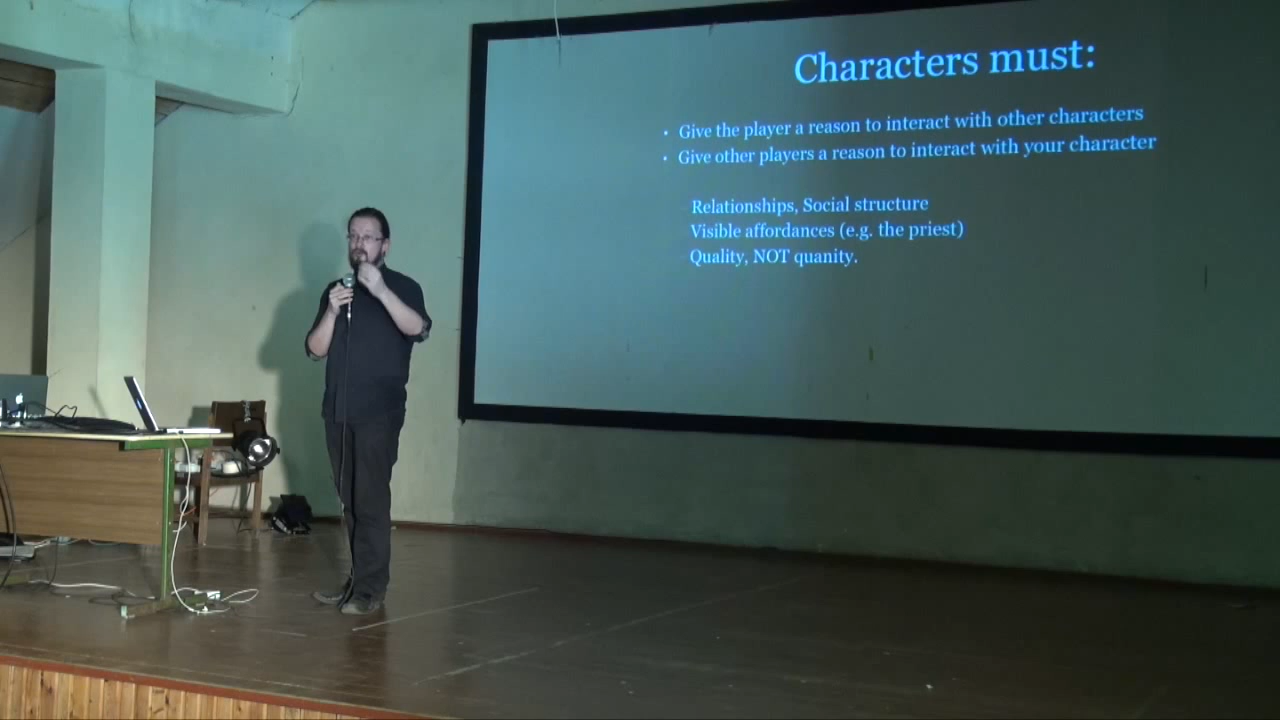 Characters must:
• Give the player a reason to interact with other characters
• Give other players a reason to interact with your character
Relationships, Social structure
Visible affordances (e.g. the priest)
Quality, NOT quanity.